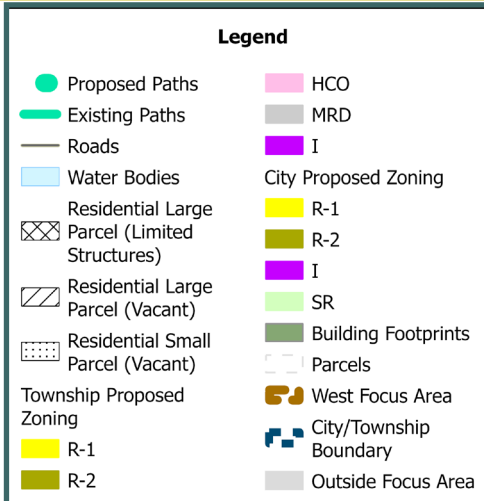 Legend
Proposed Paths
Existing Paths
Roads
Water Bodies
Residential Large
Parcel (Limited
Structures)
Residential Large
Parcel (Vacant)
Residential Small
Parcel (Vacant)
Township Proposed
Zoning
R-1
R-2
HCO
MRD
I
City Proposed Zoning
R-1
R-2
I
SR
Building Footprints
Parcels
West Focus Area
City/Township
Boundary
Outside Focus Area